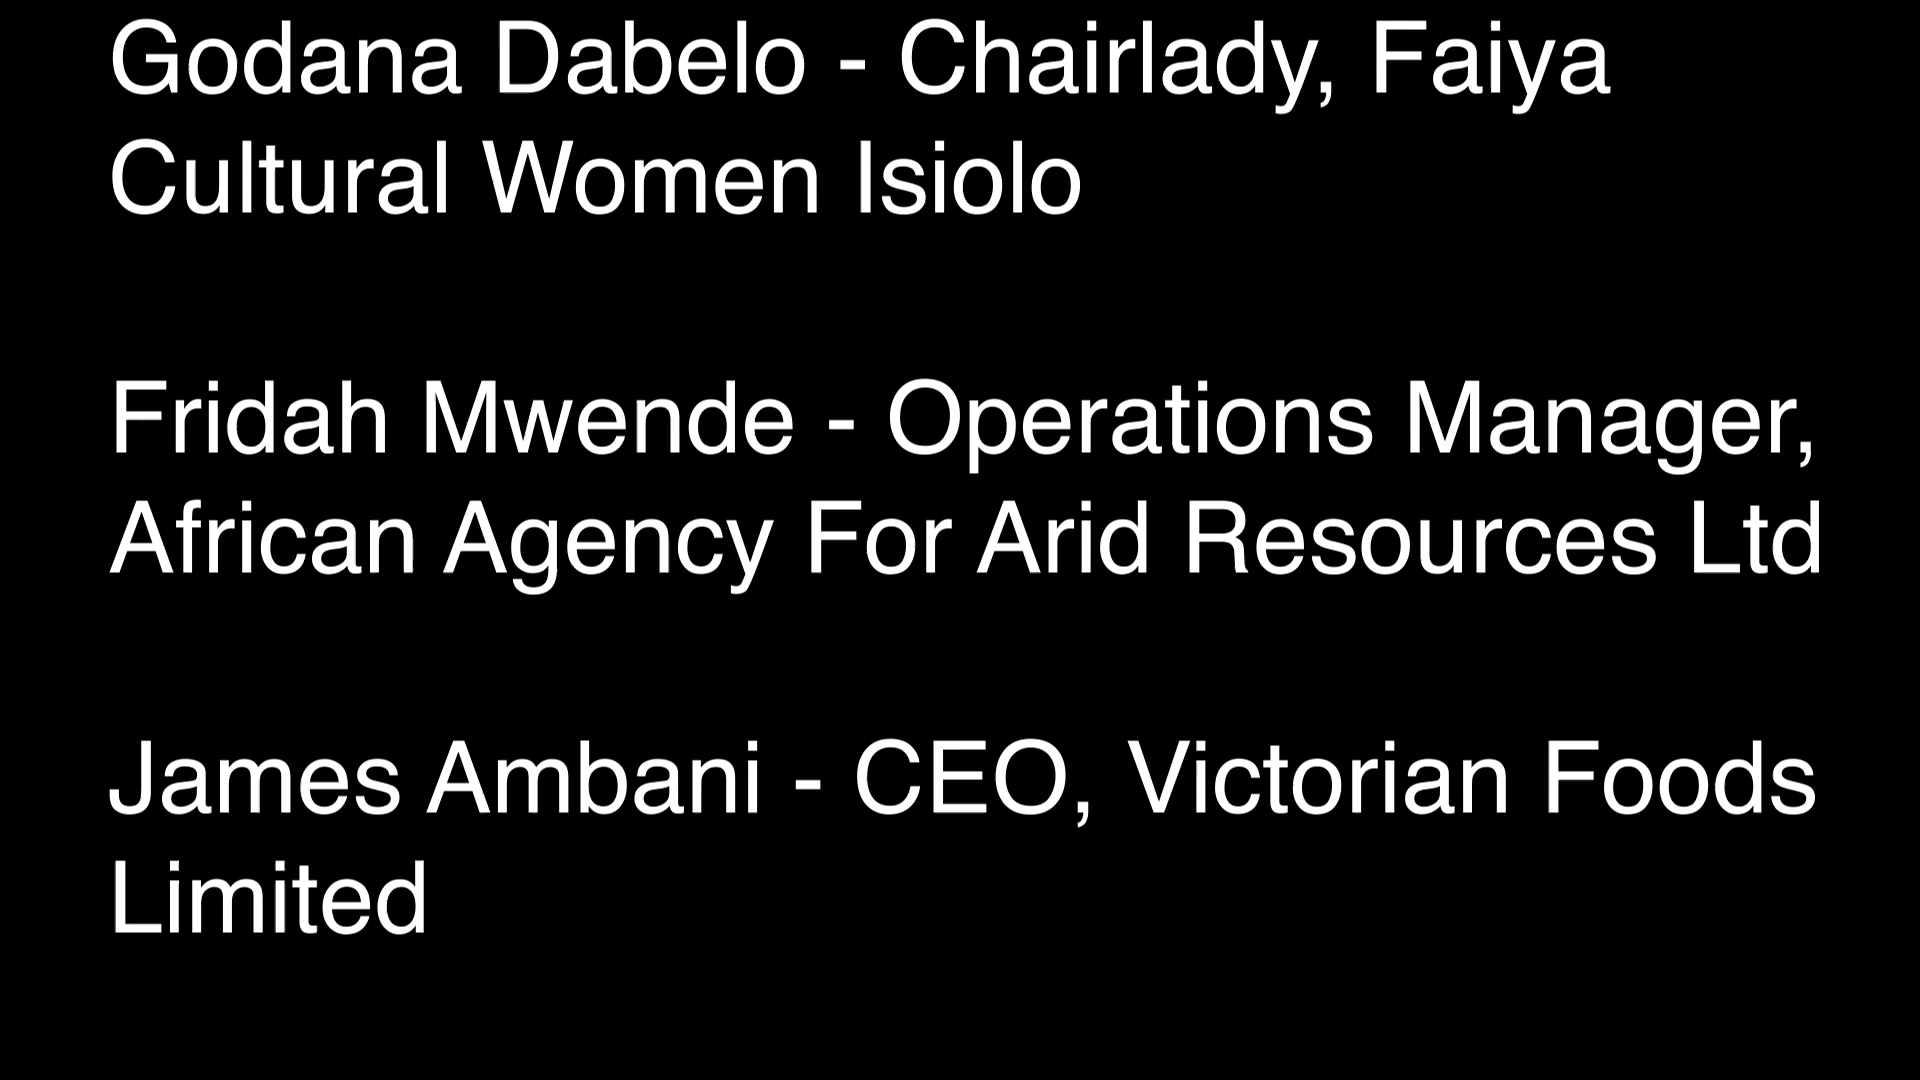 Godana Dabelo - Chairlady, Faiya
Cultural Women Isiolo
Fridah Mwende - Operations Manager,
African Agency For Arid Resources Ltd
James Ambani - CEO, Victorian Foods
Limited